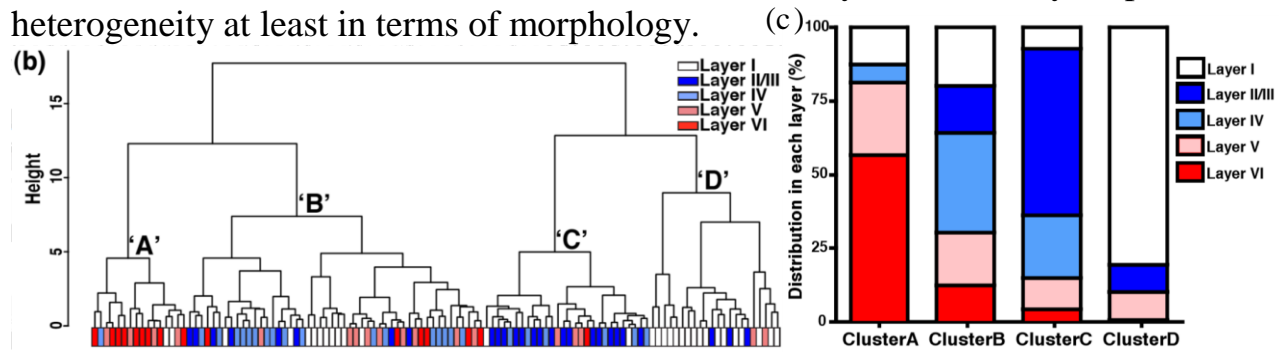 heterogeneity at least in terms of morphology.
(b)
Height
15
10
5
0
'A'
'B'
'C'
'D'
Layer I
Layer II/III
Layer IV
Layer V
Layer VI
(c)
Distribution in each layer (%)
100
75
50
25
0
ClusterA ClusterB ClusterC ClusterD
Layer I
Layer II/III
Layer IV
Layer V
Layer VI